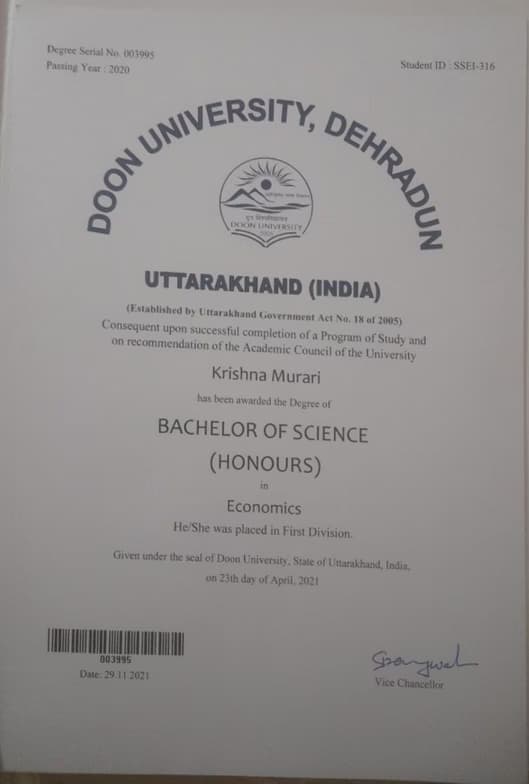 Degree Serial No. 003995
Passing Year : 2020
Student ID : SSEI-316
DOON UNIVERSITY, DEHRADUN
दून विश्वविद्यालय
DOON UNIVERSITY
2005
UTTARAKHAND (INDIA)
(Established by Uttarakhand Government Act No. 18 of 2005)
Consequent upon successful completion of a Program of Study and
on recommendation of the Academic Council of the University
Krishna Murari
has been awarded the Degree of
BACHELOR OF SCIENCE
(HONOURS)
in
Economics
He/She was placed in First Division.
Given under the seal of Doon University, State of Uttarakhand, India,
on 23th day of April, 2021
003995
Date: 29.11 2021
Vice Chancellor